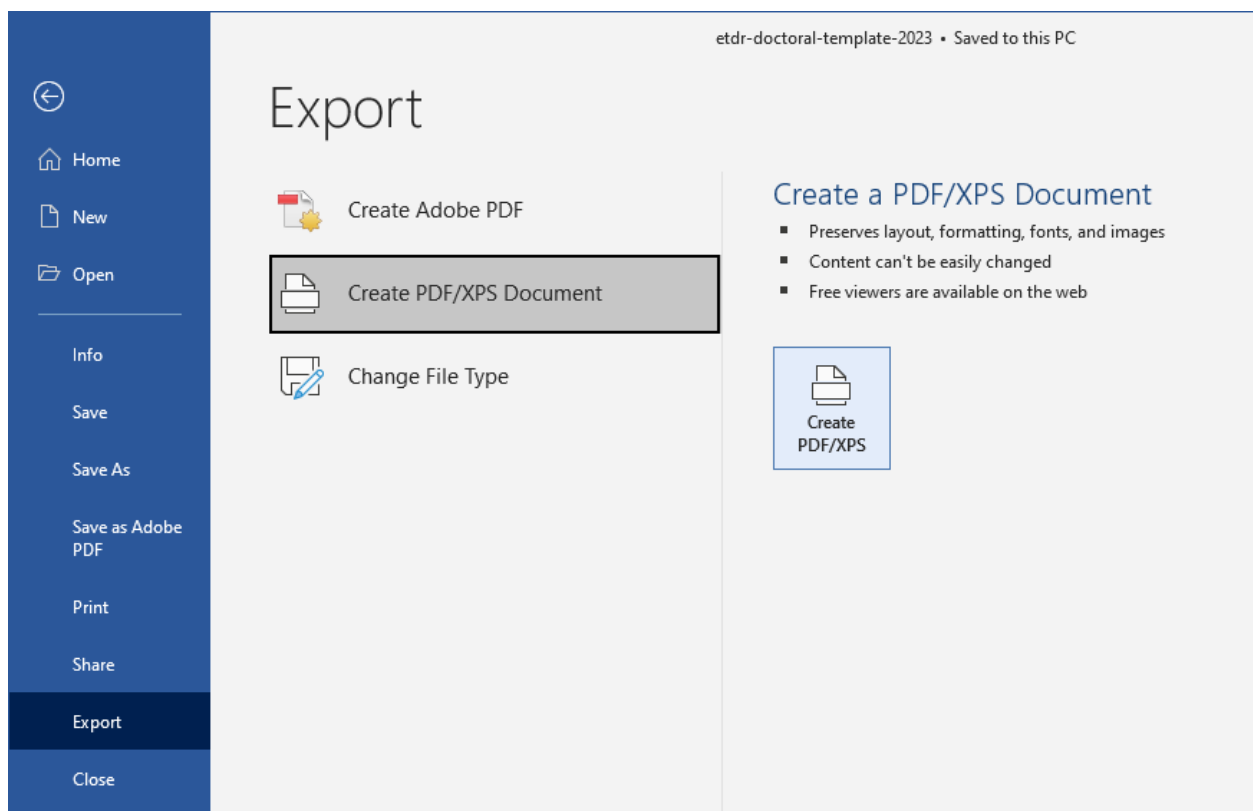 etdr-doctoral-template-2023 • Saved to this PC
Home
New
Open
Info
Save
Save As
Save as Adobe
PDF
Print
Share
Export
Close
Export
Create Adobe PDF
Create PDF/XPS Document
Change File Type
Create a PDF/XPS Document
▪ Preserves layout, formatting, fonts, and images
▪ Content can't be easily changed
▪ Free viewers are available on the web
Create
PDF/XPS